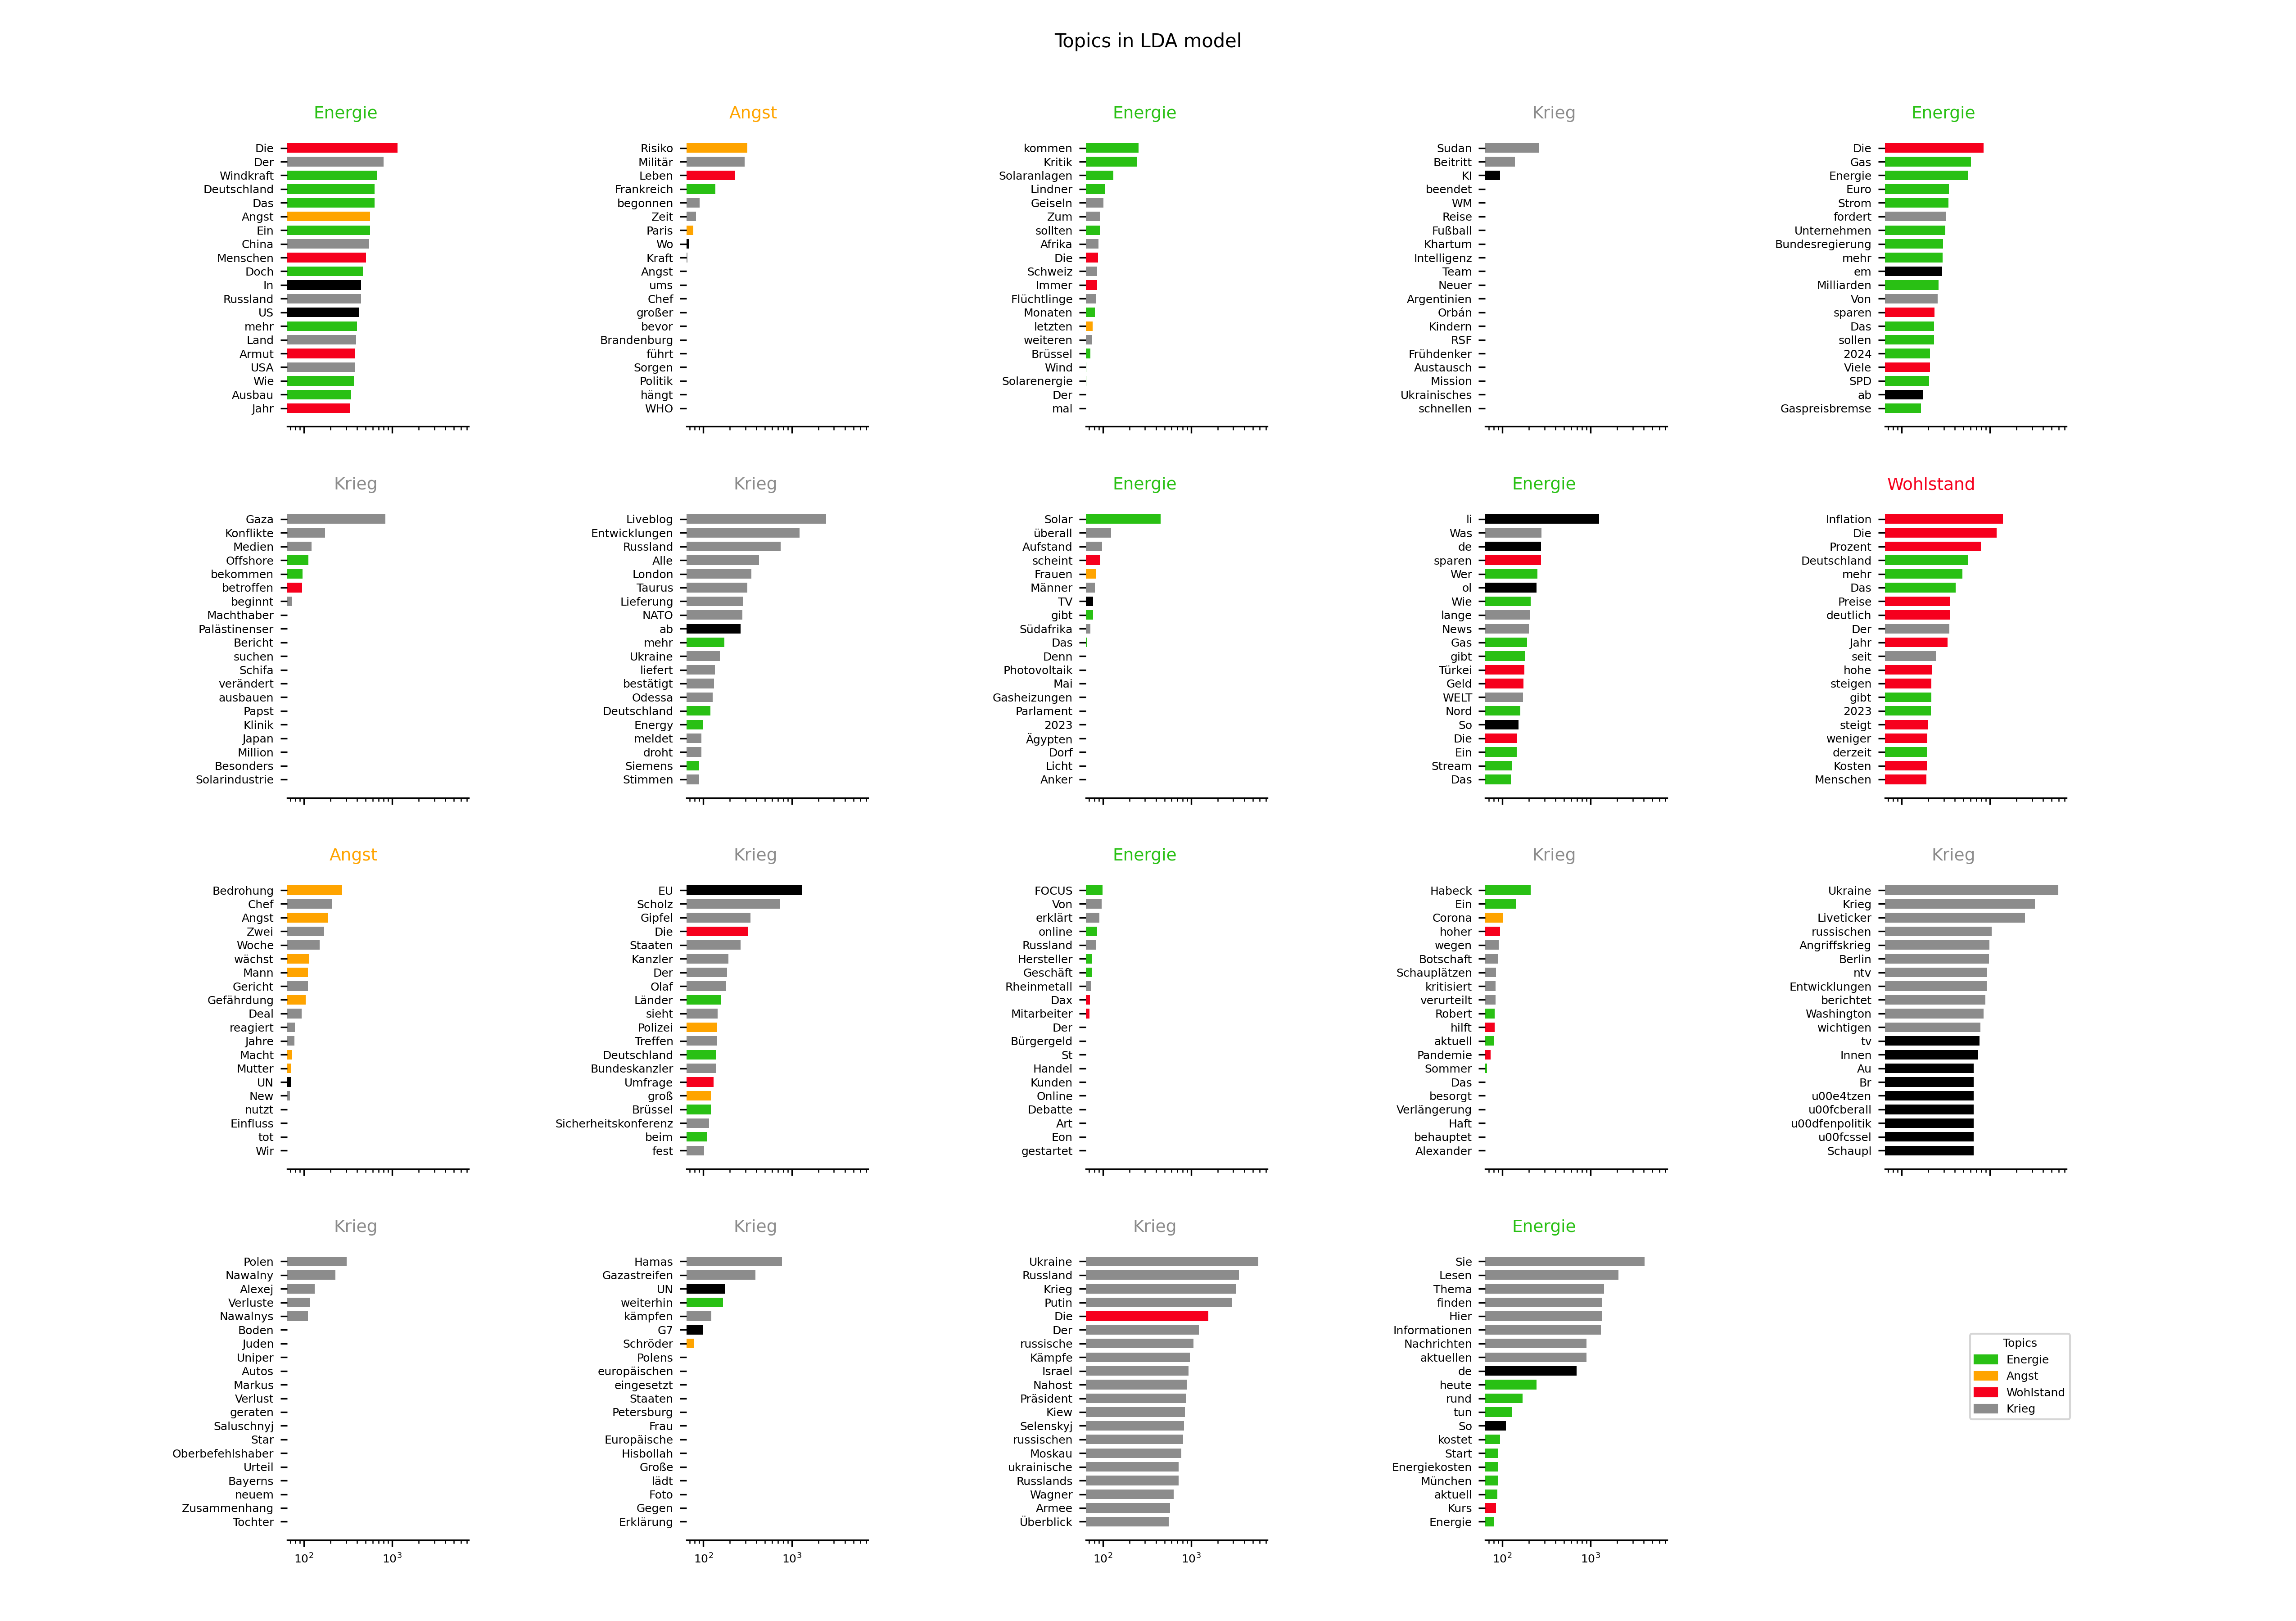 Topics in LDA model
Energie
Die
Der
Windkraft
Deutschland
Das
Angst
Ein
China
Menschen
Doch
In
Russland
US
mehr
Land
Armut
USA
Wie
Ausbau
Jahr
Angst
Risiko
Militär
Leben
Frankreich
begonnen
Zeit
Paris
Wo
Kraft
Angst
ums
Chef
großer
bevor
Brandenburg
führt
Sorgen
Politik
hängt
WHO
Energie
kommen
Kritik
Solaranlagen
Lindner
Geiseln
Zum
sollten
Afrika
Die
Schweiz
Immer
Flüchtlinge
Monaten
letzten
weiteren
Brüssel
Wind
Solarenergie
Der
mal
Krieg
Sudan
Beitritt
KI
beendet
WM
Reise
Fußball
Khartum
Intelligenz
Team
Neuer
Argentinien
Orbán
Kindern
RSF
Frühdenker
Austausch
Mission
Ukrainisches
schnellen
Energie
Die
Gas
Energie
Euro
Strom
fordert
Unternehmen
Bundesregierung
mehr
em
Milliarden
Von
sparen
Das
sollen
2024
Viele
SPD
ab
Gaspreisbremse
Krieg
Gaza
Konflikte
Medien
Offshore
bekommen
betroffen
beginnt
Machthaber
Palästinenser
Bericht
suchen
Schifa
verändert
ausbauen
Papst
Klinik
Japan
Million
Besonders
Solarindustrie
Krieg
Liveblog
Entwicklungen
Russland
Alle
London
Taurus
Lieferung
NATO
ab
mehr
Ukraine
liefert
bestätigt
Odessa
Deutschland
Energy
meldet
droht
Siemens
Stimmen
Energie
Solar
überall
Aufstand
scheint
Frauen
Männer
TV
gibt
Südafrika
Das
Denn
Photovoltaik
Mai
Gasheizungen
Parlament
2023
Ägypten
Dorf
Licht
Anker
Energie
li
Was
de
sparen
Wer
ol
Wie
lange
News
Gas
gibt
Türkei
Geld
WELT
Nord
So
Die
Ein
Stream
Das
Wohlstand
Inflation
Die
Prozent
Deutschland
mehr
Das
Preise
deutlich
Der
Jahr
seit
hohe
steigen
gibt
2023
steigt
weniger
derzeit
Kosten
Menschen
Angst
Bedrohung
Chef
Angst
Zwei
Woche
wächst
Mann
Gericht
Gefährdung
Deal
reagiert
Jahre
Macht
Mutter
UN
New
nutzt
Einfluss
tot
Wir
Krieg
EU
Scholz
Gipfel
Die
Staaten
Kanzler
Der
Olaf
Länder
sieht
Polizei
Treffen
Deutschland
Bundeskanzler
Umfrage
groß
Brüssel
Sicherheitskonferenz
beim
fest
Energie
FOCUS
Von
erklärt
online
Russland
Hersteller
Geschäft
Rheinmetall
Dax
Mitarbeiter
Der
Bürgergeld
St
Handel
Kunden
Online
Debatte
Art
Eon
gestartet
Krieg
Habeck
Ein
Corona
hoher
wegen
Botschaft
Schauplätzen
kritisiert
verurteilt
Robert
hilft
aktuell
Pandemie
Sommer
Das
besorgt
Verlängerung
Haft
behauptet
Alexander
Krieg
Ukraine
Krieg
Liveticker
russischen
Angriffskrieg
Berlin
ntv
Entwicklungen
berichtet
Washington
wichtigen
tv
Innen
Au
Br
u00e4tzen
u00fcberall
u00dfenpolitik
u00fcssel
Schaupl
Krieg
Polen
Nawalny
Alexej
Verluste
Nawalnys
Boden
Juden
Uniper
Autos
Markus
Verlust
geraten
Saluschnyj
Star
Oberbefehlshaber
Urteil
Bayerns
neuem
Zusammenhang
Tochter
10² 10³
Krieg
Hamas
Gazastreifen
UN
weiterhin
kämpfen
G7
Schröder
Polens
europäischen
eingesetzt
Staaten
Petersburg
Frau
Europäische
Hisbollah
Große
lädt
Foto
Gegen
Erklärung
10² 10³
Krieg
Ukraine
Russland
Krieg
Putin
Die
Der
russische
Kämpfe
Israel
Nahost
Präsident
Kiew
Selenskyj
russischen
Moskau
ukrainische
Russlands
Wagner
Armee
Überblick
10² 10³
Energie
Sie
Lesen
Thema
finden
Hier
Informationen
Nachrichten
aktuellen
de
heute
rund
tun
So
kostet
Start
Energiekosten
München
aktuell
Kurs
Energie
10² 10³
Topics
Energie
Angst
Wohlstand
Krieg